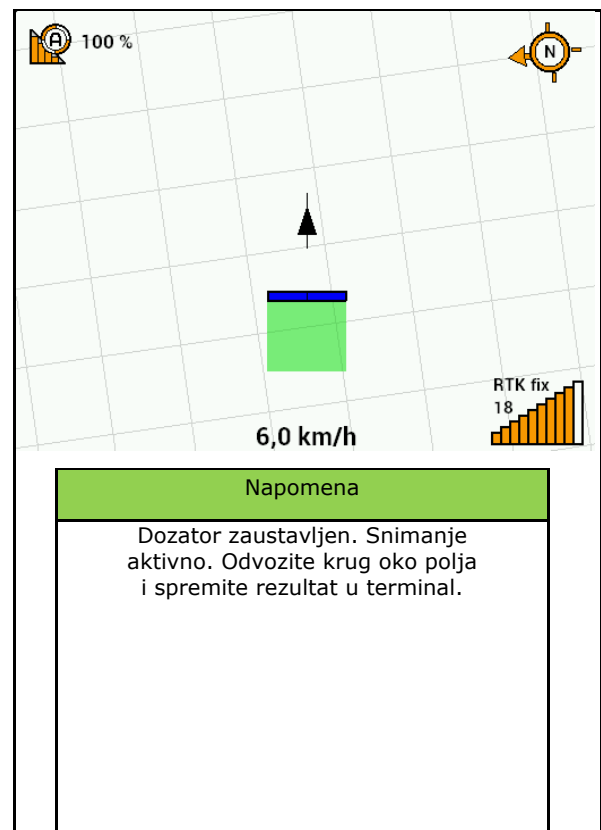 A 100 %
N
RTK fix
18
6,0 km/h
Napomena
Dozator zaustavljen. Snimanje
aktivno. Odvozite krug oko polja
i spremite rezultat u terminal.